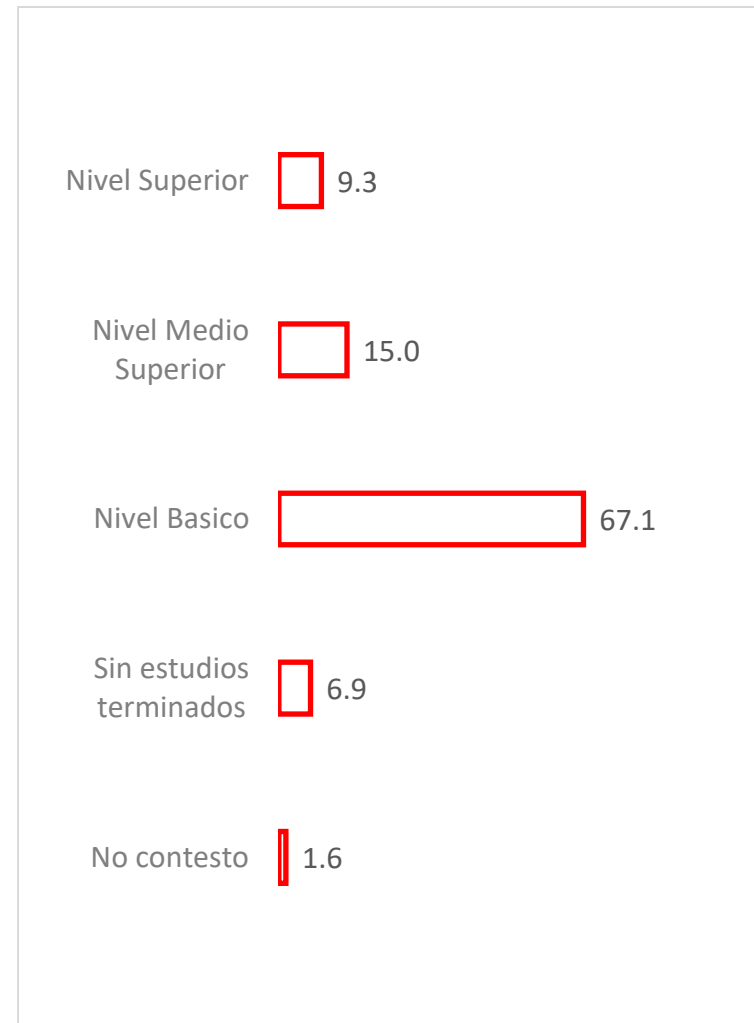 Nivel Superior 9.3
Nivel Medio
Superior 15.0
Nivel Basico 67.1
Sin estudios
terminados 6.9
No contesto 1.6